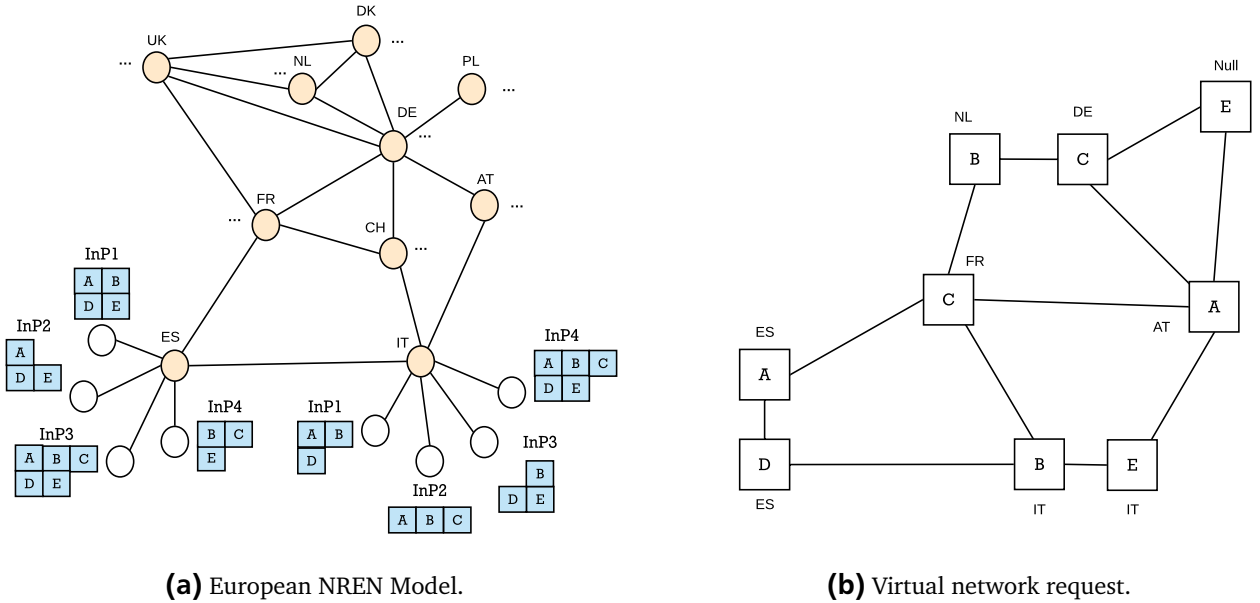 DK
UK
...
...
NL
...
PL
...
DE
...
AT
...
FR
...
CH
...
InP1
A B
D E
InP2
A
D E
ES
IT
InP3
A B C
D E
InP4
B C
E
InP1
A B
D
InP2
A B C
InP3
B
D E
InP4
A B C
D E
(a) European NREN Model.
Null
E
DE
C
NL
B
FR
C
A
AT
ES
A
D
ES
B
IT
E
IT
(b) Virtual network request.